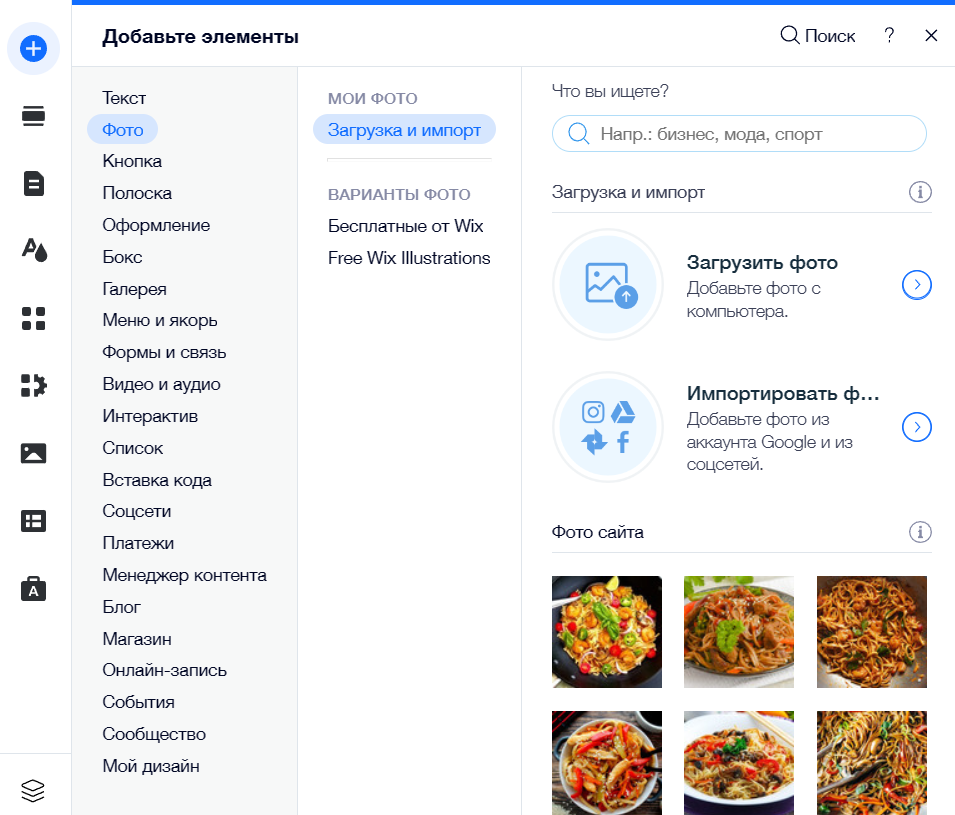 Добавьте элементы
Поиск
?
Текст
Фото
Кнопка
Полоска
Оформление
Бокс
Галерея
Меню и якорь
Формы и связь
Видео и аудио
Интерактив
Список
Вставка кода
Соцсети
Платежи
Менеджер контента
Блог
Магазин
Онлайн-запись
События
Сообщество
Мой дизайн
МОИ ФОТО
Загрузка и импорт
ВАРИАНТЫ ФОТО
Бесплатные от Wix
Free Wix Illustrations
Что вы ищете?
Напр.: бизнес, мода, спорт
Загрузка и импорт
Загрузить фото
Добавьте фото с
компьютера.
Импортировать ф...
Добавьте фото из
аккаунта Google и из
соцсетей.
Фото сайта